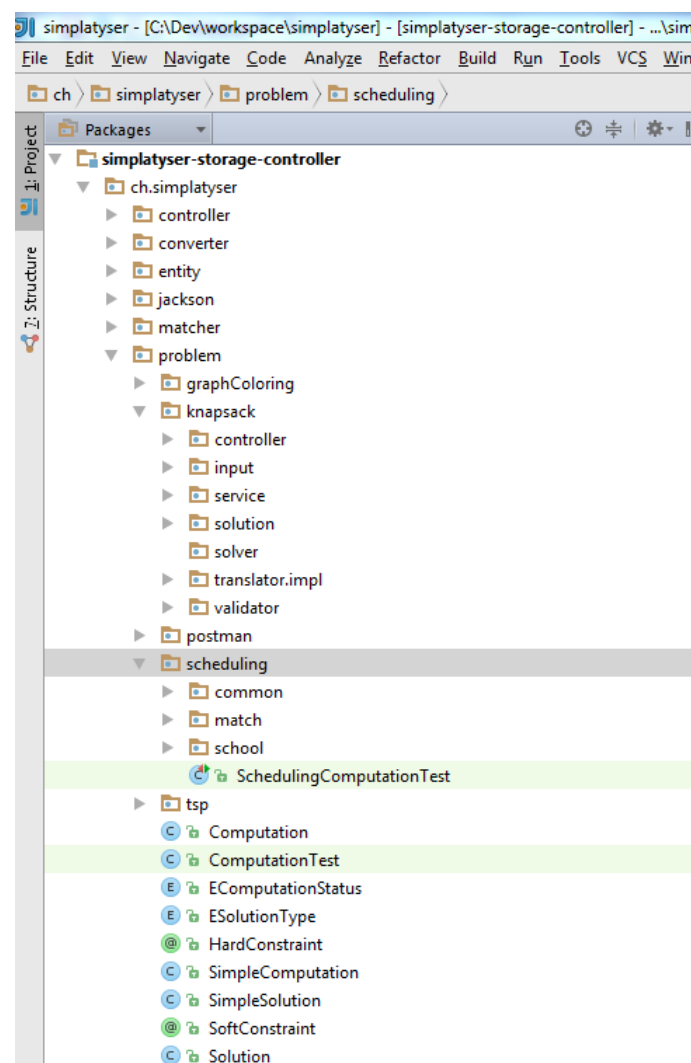 simplatyser - [C:\Dev\workspace\simplatyser] - [simplatyser-storage-controller] - ...\sim
File Edit View Navigate Code Analyze Refactor Build Run Tools VCS Win
ch simplatyser problem scheduling
1: Project
7: Structure
Packages
simplatyser-storage-controller
ch.simplatyser
controller
converter
entity
jackson
matcher
problem
graphColoring
knapsack
controller
input
service
solution
solver
translator.impl
validator
postman
scheduling
common
match
school
SchedulingComputationTest
tsp
C Computation
C ComputationTest
E EComputationStatus
E ESolutionType
@ HardConstraint
C SimpleComputation
C SimpleSolution
@ SoftConstraint
C Solution